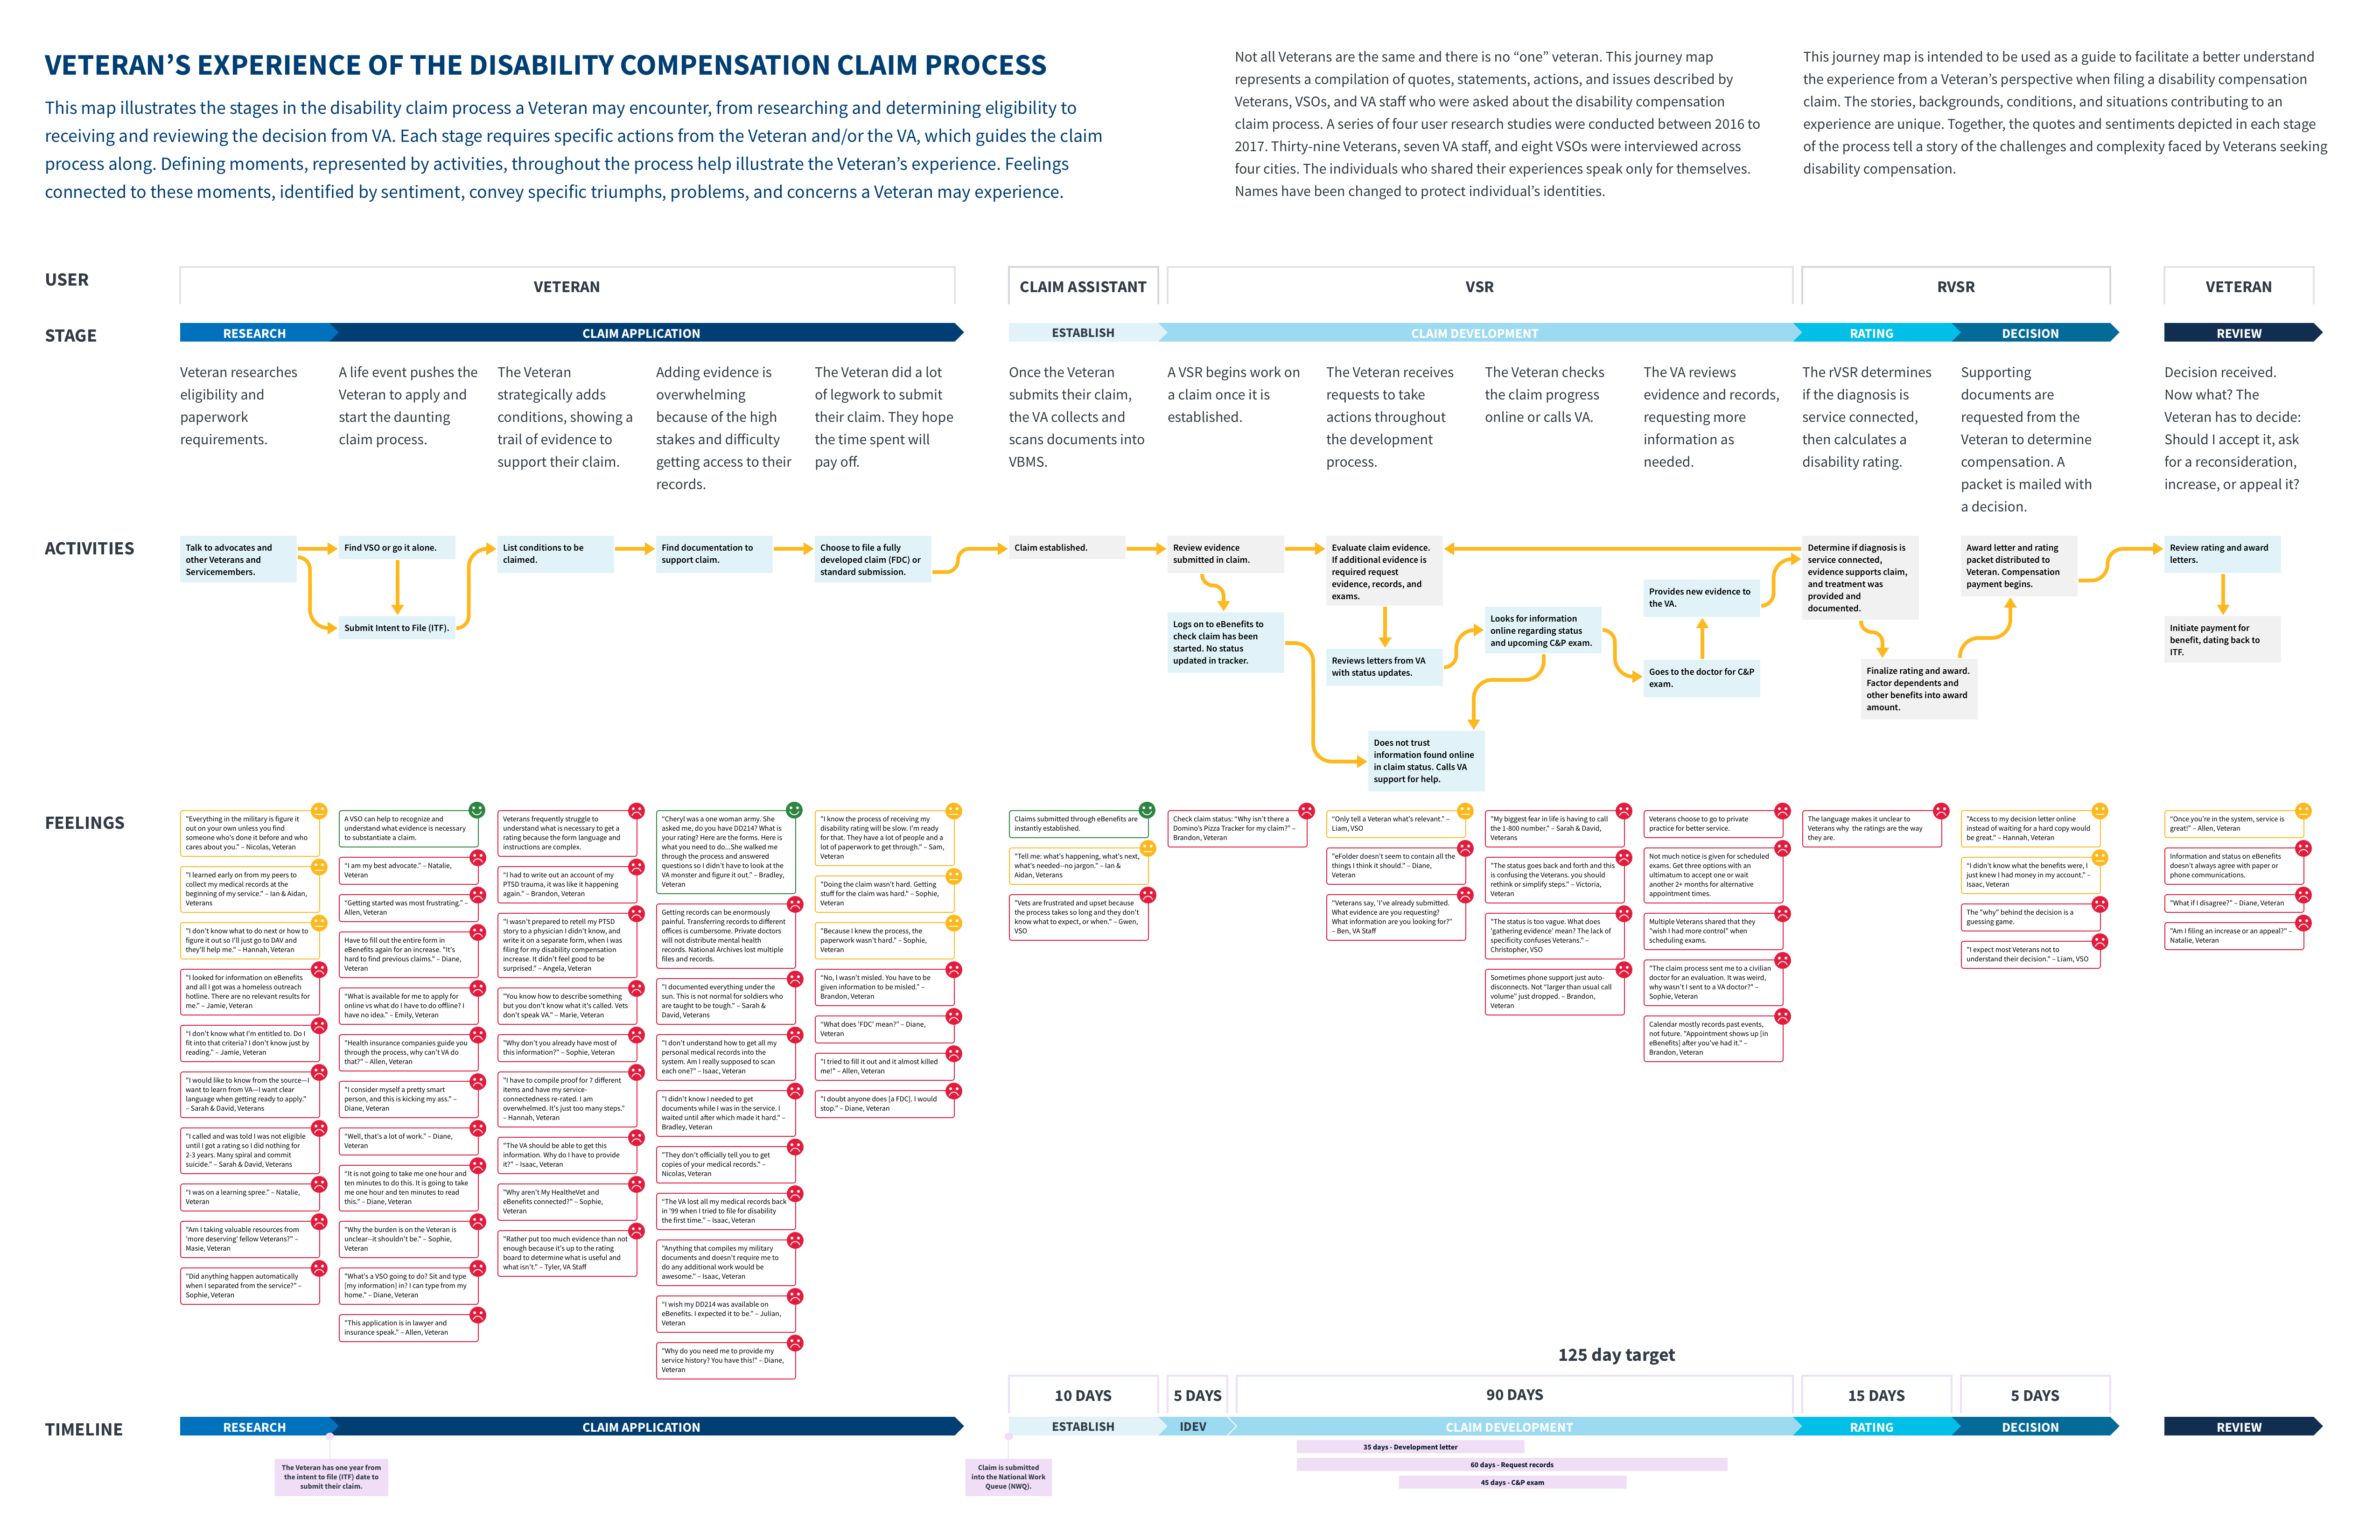 VETERAN’S EXPERIENCE OF THE DISABILITY COMPENSATION CLAIM PROCESS
This map illustrates the stages in the disability claim process a Veteran may encounter, from researching and determining eligibility to
receiving and reviewing the decision from VA. Each stage requires specific actions from the Veteran and/or the VA, which guides the claim
process along. Defining moments, represented by activities, throughout the process help illustrate the Veteran’s experience. Feelings
connected to these moments, identified by sentiment, convey specific triumphs, problems, and concerns a Veteran may experience.
Not all Veterans are the same and there is no “one” veteran. This journey map
represents a compilation of quotes, statements, actions, and issues described by
Veterans, VSOs, and VA staff who were asked about the disability compensation
claim process. A series of four user research studies were conducted between 2016 to
2017. Thirty-nine Veterans, seven VA staff, and eight VSOs were interviewed across
four cities. The individuals who shared their experiences speak only for themselves.
Names have been changed to protect individual’s identities.
This journey map is intended to be used as a guide to facilitate a better understand
the experience from a Veteran’s perspective when filing a disability compensation
claim. The stories, backgrounds, conditions, and situations contributing to an
experience are unique. Together, the quotes and sentiments depicted in each stage
of the process tell a story of the challenges and complexity faced by Veterans seeking
disability compensation.
USER
VETERAN
CLAIM ASSISTANT
VSR
RVSR
VETERAN
STAGE
RESEARCH
CLAIM APPLICATION
ESTABLISH
CLAIM DEVELOPMENT
RATING
DECISION
REVIEW
Veteran researches
eligibility and
paperwork
requirements.
A life event pushes the
Veteran to apply and
start the daunting
claim process.
The Veteran
strategically adds
conditions, showing a
trail of evidence to
support their claim.
Adding evidence is
overwhelming
because of the high
stakes and difficulty
getting access to their
records.
The Veteran did a lot
of legwork to submit
their claim. They hope
the time spent will
pay off.
Once the Veteran
submits their claim,
the VA collects and
scans documents into
VBMS.
A VSR begins work on
a claim once it is
established.
The Veteran receives
requests to take
actions throughout
the development
process.
The Veteran checks
the claim progress
online or calls VA.
The VA reviews
evidence and records,
requesting more
information as
needed.
The rVSR determines
if the diagnosis is
service connected,
then calculates a
disability rating.
Supporting
documents are
requested from the
Veteran to determine
compensation. A
packet is mailed with
a decision.
Decision received.
Now what? The
Veteran has to decide:
Should I accept it, ask
for a reconsideration,
increase, or appeal it?
ACTIVITIES
Talk to advocates and
other Veterans and
Servicemembers.
Find VSO or go it alone.
Submit Intent to File (ITF).
List conditions to be
claimed.
Find documentation to
support claim.
Choose to file a fully
developed claim (FDC) or
standard submission.
Claim established.
Review evidence
submitted in claim.
Logs on to eBenefits to
check claim has been
started. No status
updated in tracker.
Evaluate claim evidence.
If additional evidence is
required request
evidence, records, and
exams.
Reviews letters from VA
with status updates.
Does not trust
information found online
in claim status. Calls VA
support for help.
Looks for information
online regarding status
and upcoming C&P exam.
Provides new evidence to
the VA.
Goes to the doctor for C&P
exam.
Determine if diagnosis is
service connected,
evidence supports claim,
and treatment was
provided and
documented.
Finalize rating and award.
Factor dependents and
other benefits into award
amount.
Award letter and rating
packet distributed to
Veteran. Compensation
payment begins.
Review rating and award
letters.
Initiate payment for
benefit, dating back to
ITF.
FEELINGS
"Everything in the military is figure it
out on your own unless you find
someone who's done it before and who
cares about you." – Nicolas, Veteran
"I learned early on from my peers to
collect my medical records at the
beginning of my service." – Ian & Aidan,
Veterans
"I don't know what to do next or how to
figure it out so I'll just go to DAV and
they'll help me." – Hannah, Veteran
"I looked for information on eBenefits
and all I got was a homeless outreach
hotline. There are no relevant results for
me." – Jamie, Veteran
"I don't know what I'm entitled to. Do I
fit into that criteria? I don't know just by
reading." – Jamie, Veteran
"I would like to know from the source—I
want to learn from VA—I want clear
language when getting ready to apply."
– Sarah & David, Veterans
"I called and was told I was not eligible
until I got a rating so I did nothing for
2-3 years. Many spiral and commit
suicide." – Sarah & David, Veterans
"I was on a learning spree." – Natalie,
Veteran
"Am I taking valuable resources from
'more deserving' fellow Veterans?" –
Masie, Veteran
"Did anything happen automatically
when I separated from the service?" –
Sophie, Veteran
A VSO can help to recognize and
understand what evidence is necessary
to substantiate a claim.
"I am my best advocate." – Natalie,
Veteran
"Getting started was most frustrating." –
Allen, Veteran
Have to fill out the entire form in
eBenefits again for an increase. "It's
hard to find previous claims." – Diane,
Veteran
"What is available for me to apply for
online vs what do I have to do offline? I
have no idea." – Emily, Veteran
"Health insurance companies guide you
through the process, why can't VA do
that?" – Allen, Veteran
"I consider myself a pretty smart
person, and this is kicking my ass." –
Diane, Veteran
"Well, that's a lot of work." – Diane,
Veteran
"It is not going to take me one hour and
ten minutes to do this. It is going to take
me one hour and ten minutes to read
this." – Diane, Veteran
"Why the burden is on the Veteran is
unclear--it shouldn't be." – Sophie,
Veteran
"What's a VSO going to do? Sit and type
[my information] in? I can type from my
home." – Diane, Veteran
"This application is in lawyer and
insurance speak." – Allen, Veteran
Veterans frequently struggle to
understand what is necessary to get a
rating because the form language and
instructions are complex.
"I had to write out an account of my
PTSD trauma, it was like it happening
again." – Brandon, Veteran
"I wasn't prepared to retell my PTSD
story to a physician I didn't know, and
write it on a separate form, when I was
filing for my disability compensation
increase. It didn't feel good to be
surprised." – Angela, Veteran
"You know how to describe something
but you don't know what it's called. Vets
don't speak VA." – Marie, Veteran
"Why don't you already have most of
this information?" – Sophie, Veteran
"I have to compile proof for 7 different
items and have my service-
connectedness re-rated. I am
overwhelmed. It's just too many steps."
– Hannah, Veteran
"The VA should be able to get this
information. Why do I have to provide
it?" – Isaac, Veteran
"Why aren't My HealtheVet and
eBenefits connected?" – Sophie,
Veteran
"Rather put too much evidence than not
enough because it's up to the rating
board to determine what is useful and
what isn't." – Tyler, VA Staff
"Cheryl was a one woman army. She
asked me, do you have DD214? What is
your rating? Here are the forms. Here is
what you need to do...She walked me
through the process and answered
questions so I didn't have to look at the
VA monster and figure it out." – Bradley,
Veteran
Getting records can be enormously
painful. Transferring records to different
offices is cumbersome. Private doctors
will not distribute mental health
records. National Archives lost multiple
files and records.
"I documented everything under the
sun. This is not normal for soldiers who
are taught to be tough." – Sarah &
David, Veterans
"I don't understand how to get all my
personal medical records into the
system. Am I really supposed to scan
each one?" – Isaac, Veteran
"I didn't know I needed to get
documents while I was in the service. I
waited until after which made it hard." –
Bradley, Veteran
"They don't officially tell you to get
copies of your medical records." –
Nicolas, Veteran
"The VA lost all my medical records back
in '99 when I tried to file for disability
the first time." – Isaac, Veteran
"Anything that compiles my military
documents and doesn't require me to
do any additional work would be
awesome." – Isaac, Veteran
"I wish my DD214 was available on
eBenefits. I expected it to be." – Julian,
Veteran
"Why do you need me to provide my
service history? You have this!" – Diane,
Veteran
"I know the process of receiving my
disability rating will be slow. I'm ready
for that. They have a lot of people and a
lot of paperwork to get through." – Sam,
Veteran
"Doing the claim wasn't hard. Getting
stuff for the claim was hard." – Sophie,
Veteran
"Because I knew the process, the
paperwork wasn't hard." – Sophie,
Veteran
"No, I wasn't misled. You have to be
given information to be misled." –
Brandon, Veteran
"What does 'FDC' mean?" – Diane,
Veteran
"I tried to fill it out and it almost killed
me!" – Allen, Veteran
"I doubt anyone does [a FDC]. I would
stop." – Diane, Veteran
Claims submitted through eBenefits are
instantly established.
"Tell me: what's happening, what's next,
what's needed--no jargon." – Ian &
Aidan, Veterans
"Vets are frustrated and upset because
the process takes so long and they don't
know what to expect, or when." – Gwen,
VSO
Check claim status: "Why isn't there a
Domino's Pizza Tracker for my claim?" –
Brandon, Veteran
"Only tell a Veteran what's relevant." –
Liam, VSO
"eFolder doesn't seem to contain all the
things I think it should." – Diane,
Veteran
"Veterans say, 'I've already submitted.
What evidence are you requesting?
What information are you looking for?"
– Ben, VA Staff
"My biggest fear in life is having to call
the 1-800 number." – Sarah & David,
Veterans
"The status goes back and forth and this
is confusing the Veterans. you should
rethink or simplify steps." – Victoria,
Veteran
"The status is too vague. What does
'gathering evidence' mean? The lack of
specificity confuses Veterans." –
Christopher, VSO
Sometimes phone support just auto-
disconnects. Not "larger than usual call
volume" just dropped. – Brandon,
Veteran
Veterans choose to go to private
practice for better service.
Not much notice is given for scheduled
exams. Get three options with an
ultimatum to accept one or wait
another 2+ months for alternative
appointment times.
Multiple Veterans shared that they
"wish I had more control" when
scheduling exams.
"The claim process sent me to a civilian
doctor for an evaluation. It was weird,
why wasn't I sent to a VA doctor?" –
Sophie, Veteran
Calendar mostly records past events,
not future. "Appointment shows up [in
eBenefits] after you've had it." –
Brandon, Veteran
The language makes it unclear to
Veterans why the ratings are the way
they are.
"Access to my decision letter online
instead of waiting for a hard copy would
be great." – Hannah, Veteran
"I didn't know what the benefits were, I
just knew I had money in my account." –
Isaac, Veteran
The "why" behind the decision is a
guessing game.
"I expect most Veterans not to
understand their decision." – Liam, VSO
"Once you're in the system, service is
great!" – Allen, Veteran
Information and status on eBenefits
doesn't always agree with paper or
phone communications.
"What if I disagree?" – Diane, Veteran
"Am I filing an increase or an appeal?" –
Natalie, Veteran
125 day target
10 DAYS
5 DAYS
90 DAYS
15 DAYS
5 DAYS
TIMELINE
RESEARCH
CLAIM APPLICATION
ESTABLISH
IDEV
CLAIM DEVELOPMENT
RATING
DECISION
REVIEW
35 days - Development letter
60 days - Request records
45 days - C&P exam
The Veteran has one year from
the intent to file (ITF) date to
submit their claim.
Claim is submitted
into the National Work
Queue (NWQ).